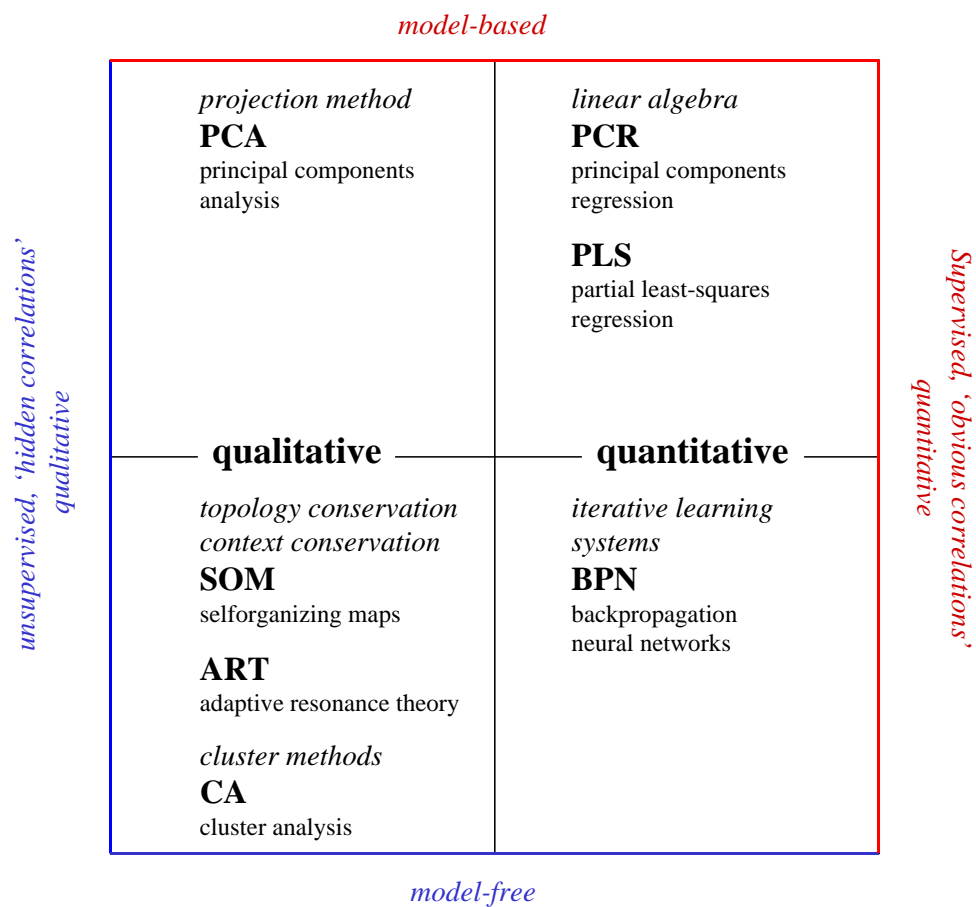 model-based
projection method
PCA
principal components
analysis
linear algebra
PCR
principal components
regression
PLS
partial least-squares
regression
unsupervised, ‘hidden correlations’
qualitative
Supervised, ‘obvious correlations’
quantitative
qualitative
quantitative
topology conservation
context conservation
SOM
selforganizing maps
ART
adaptive resonance theory
cluster methods
CA
cluster analysis
iterative learning
systems
BPN
backpropagation
neural networks
model-free